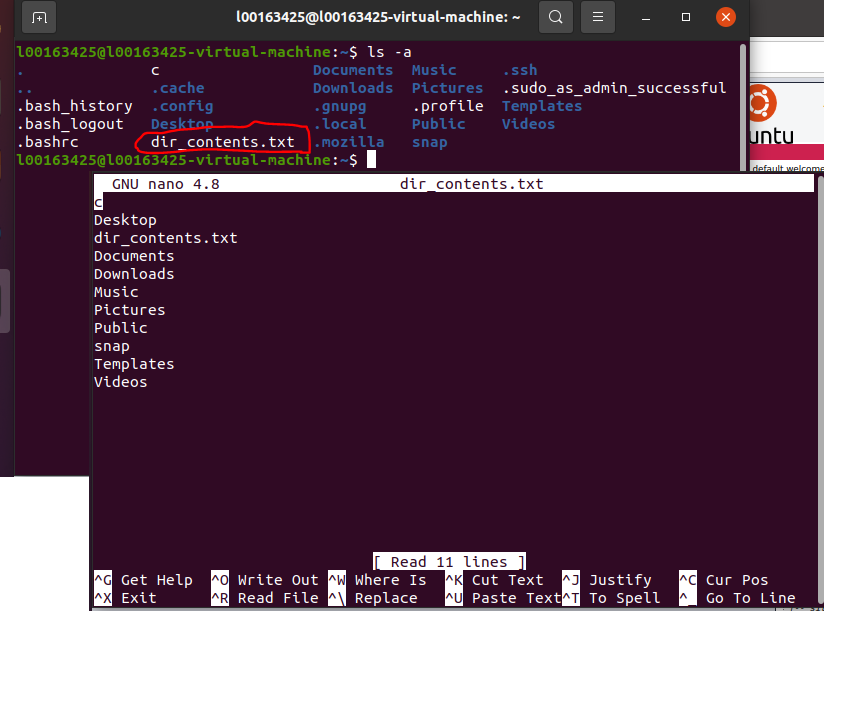 l00163425@l00163425-virtual-machine: ~
l00163425@l00163425-virtual-machine:~$ ls -a
. c Documents Music .ssh
.. .cache Downloads Pictures .sudo_as_admin_successful
.bash_history .config .gnupg .profile Templates
.bash_logout Desktop .local Public Videos
.bashrc dir_contents.txt .mozilla snap
l00163425@l00163425-virtual-machine:~$
untu
default welcome
GNU nano 4.8 dir_contents.txt
c
Desktop
dir_contents.txt
Documents
Downloads
Music
Pictures
Public
snap
Templates
Videos
[ Read 11 lines ]
^G Get Help ^O Write Out ^W Where Is ^K Cut Text ^J Justify ^C Cur Pos
^X Exit ^R Read File ^\ Replace ^U Paste Text ^T To Spell ^_ Go To Line